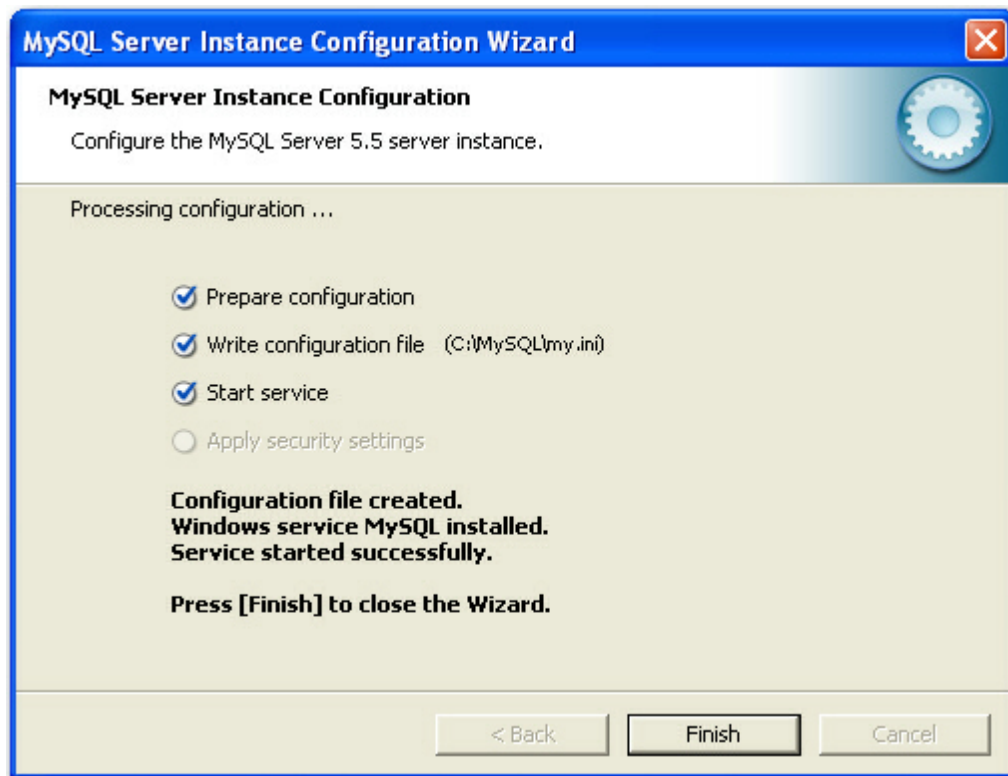 MySQL Server Instance Configuration Wizard
MySQL Server Instance Configuration
Configure the MySQL Server 5.5 server instance.
Processing configuration ...
Prepare configuration
Write configuration file (C:\MySQL\my.ini)
Start service
Apply security settings
Configuration file created.
Windows service MySQL installed.
Service started successfully.
Press [Finish] to close the Wizard.
< Back Finish Cancel